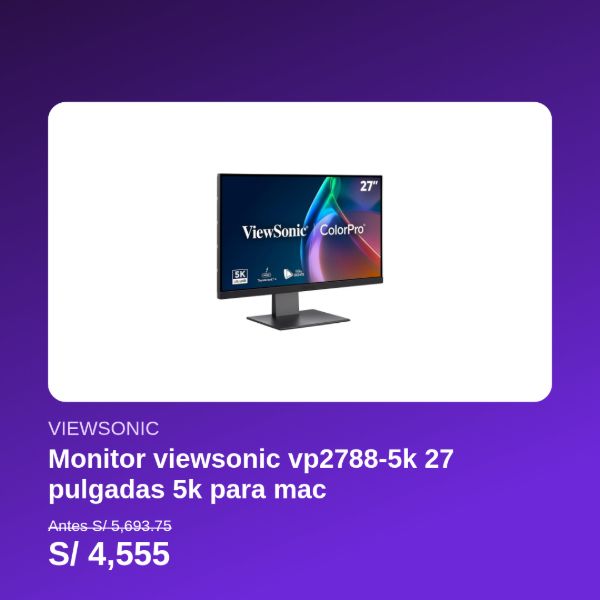 27"
ViewSonic | ColorPro
5K
VIEWSONIC
Monitor viewsonic vp2788-5k 27
pulgadas 5k para mac
Antes S/ 5,693.75
S/ 4,555